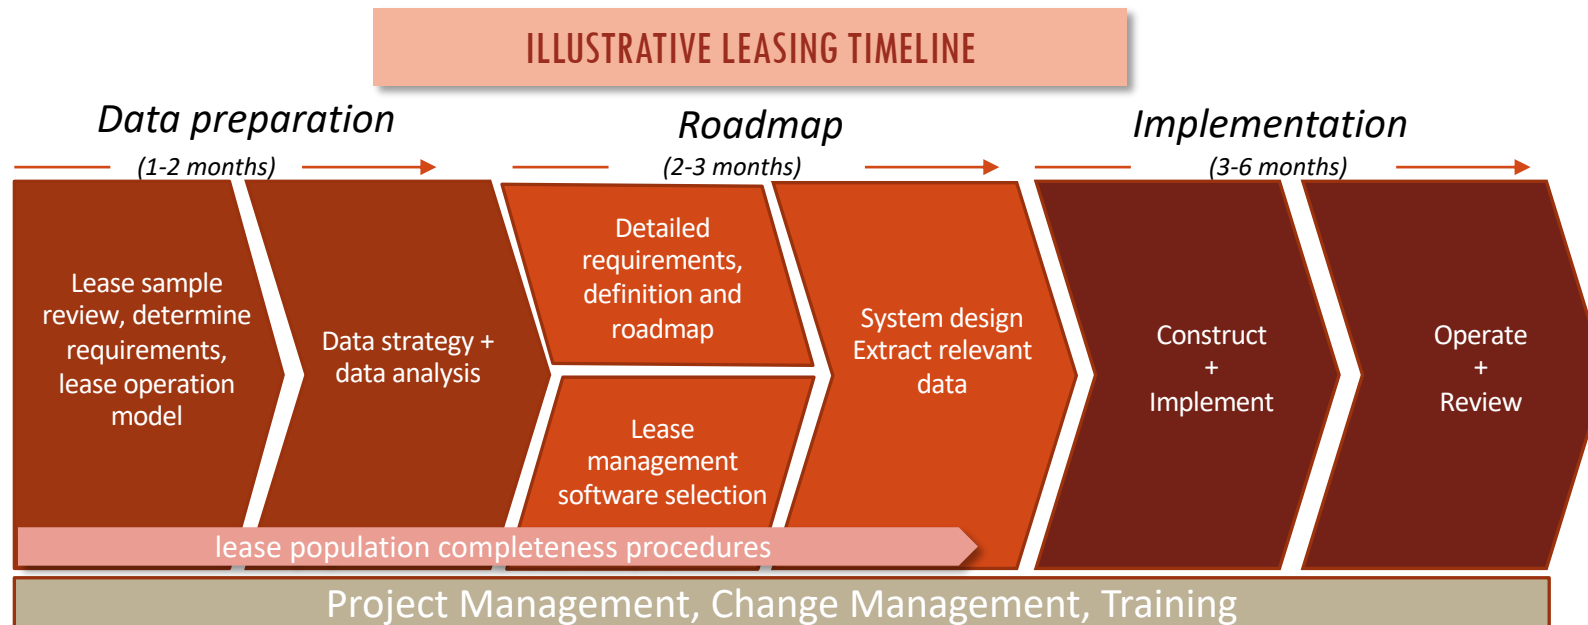 ILLUSTRATIVE LEASING TIMELINE
Data preparation
(1-2 months)
Roadmap
(2-3 months)
Implementation
(3-6 months)
Lease sample
review, determine
requirements,
lease operation
model
Data strategy +
data analysis
Detailed
requirements,
definition and
roadmap
Lease
management
software selection
System design
Extract relevant
data
Construct
+
Implement
Operate
+
Review
lease population completeness procedures
Project Management, Change Management, Training